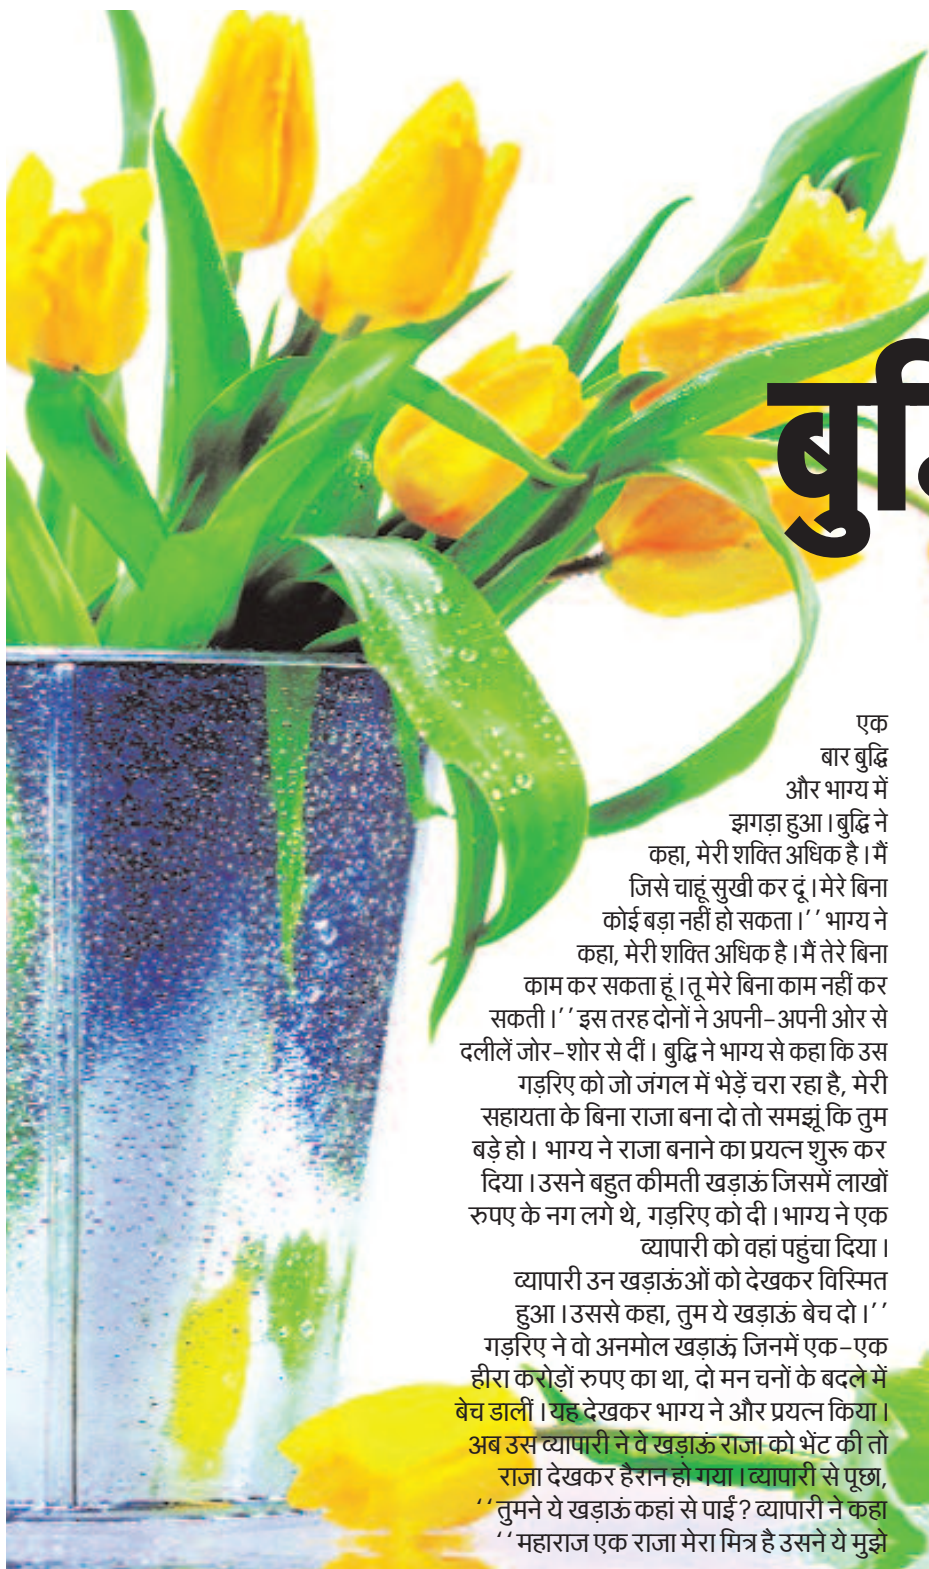 एक
बार बुद्धि
और भाग्य में
झगड़ा हुआ। बुद्धि ने
कहा, मेरी शक्ति अधिक है। मैं
जिसे चाहूं सुखी कर दूं। मेरे बिना
कोई बड़ा नहीं हो सकता।’’ भाग्य ने
कहा, मेरी शक्ति अधिक है। मैं तेरे बिना
काम कर सकता हूं। तू मेरे बिना काम नहीं कर
सकती।’’ इस तरह दोनों ने अपनी-अपनी ओर से
दलीलें जोर-शोर से दीं। बुद्धि ने भाग्य से कहा कि उस
गड़रिए को जो जंगल में भेड़ें चरा रहा है, मेरी
सहायता के बिना राजा बना दो तो समझूं कि तुम
बड़े हो। भाग्य ने राजा बनाने का प्रयत्न शुरू कर
दिया। उसने बहुत कीमती खड़ाऊं जिसमें लाखों
रुपए के नग लगे थे, गड़रिए को दी। भाग्य ने एक
व्यापारी को वहां पहुंचा दिया।
व्यापारी उन खड़ाऊंओं को देखकर विस्मित
हुआ। उससे कहा, तुम ये खड़ाऊं बेच दो।’’
गड़रिए ने वो अनमोल खड़ाऊं, जिनमें एक-एक
हीरा करोड़ों रुपए का था, दो मन चनों के बदले में
बेच डालीं। यह देखकर भाग्य ने और प्रयत्न किया।
अब उस व्यापारी ने वे खड़ाऊं राजा को भेंट की तो
राजा देखकर हैरान हो गया। व्यापारी से पूछा,
‘‘तुमने ये खड़ाऊं कहां से पाईं? व्यापारी ने कहा
‘‘महाराज एक राजा मेरा मित्र है उसने ये मुझे